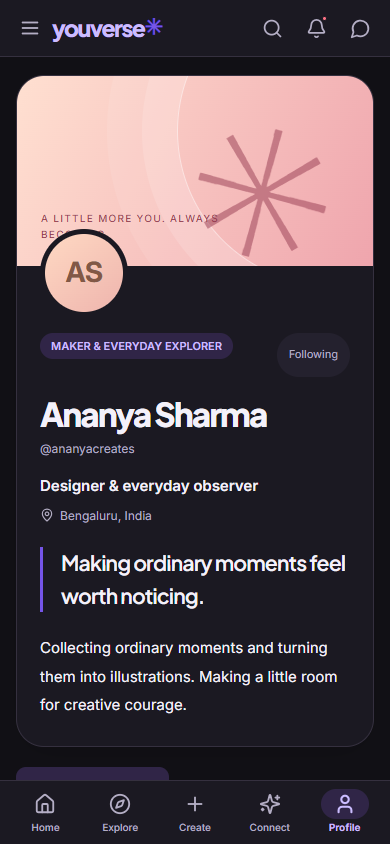 youverse
A LITTLE MORE YOU. ALWAYS
AS
MAKER & EVERYDAY EXPLORER
Following
Ananya Sharma
@ananyacreates
Designer & everyday observer
Bengaluru, India
Making ordinary moments feel
worth noticing.
Collecting ordinary moments and turning
them into illustrations. Making a little room
for creative courage.
Home
Explore
Create
Connect
Profile